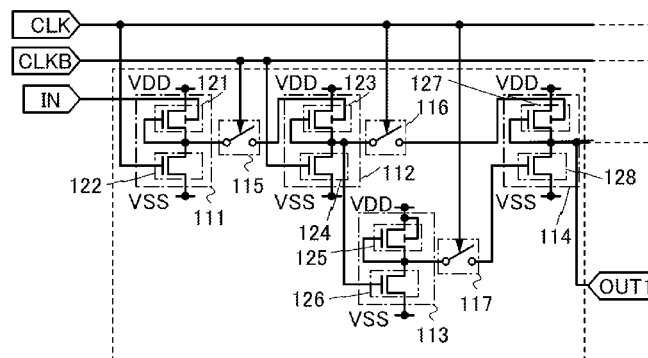 CLK
CLKB
IN
VDD 121
VDD 123
127
VDD
116
122
VSS
111
115
VSS
124
112
VSS
128
114
VDD
125
126
VSS
113
117
OUT1